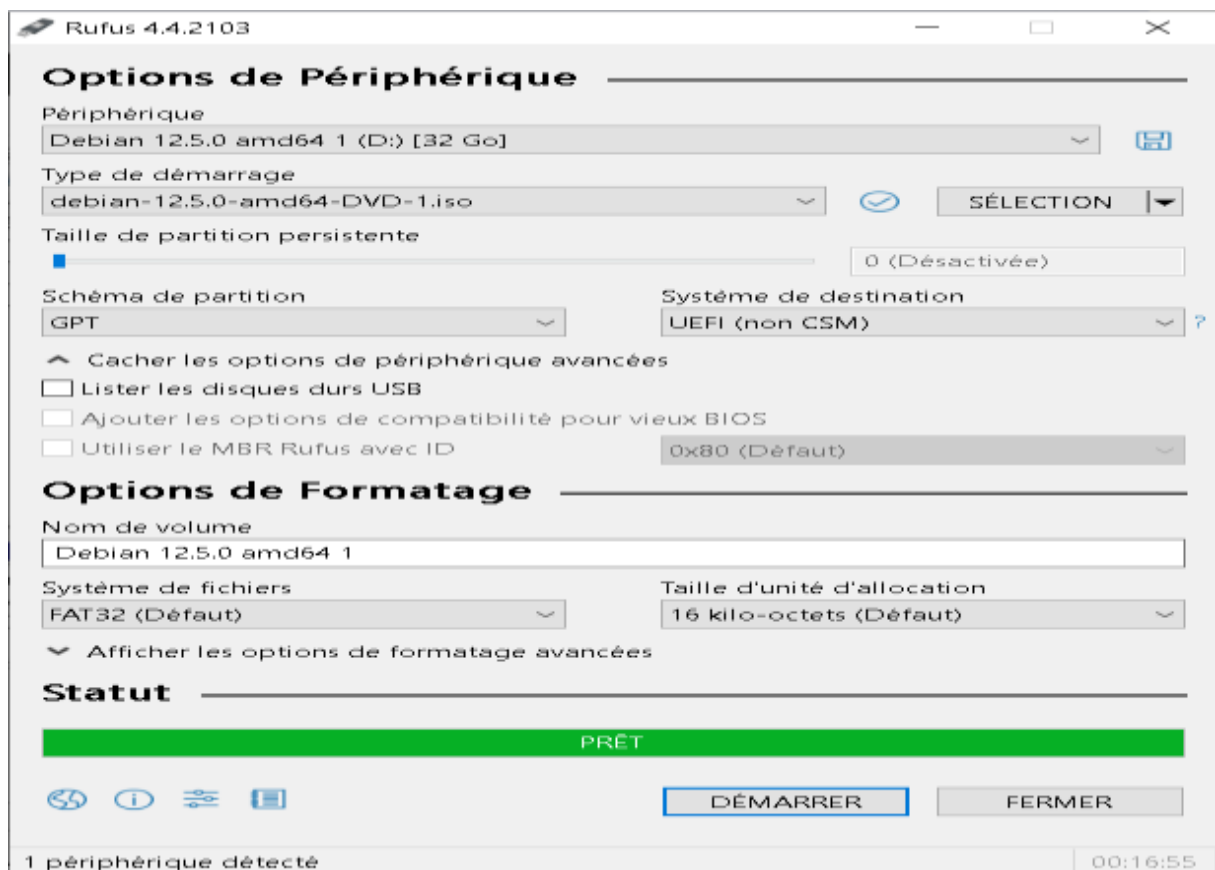 Rufus 4.4.2103
Options de Périphérique
Périphérique
Debian 12.5.0 amd64 1 (D:) [32 Go]
Type de démarrage
debian-12.5.0-amd64-DVD-1.iso
SÉLECTION
Taille de partition persistente
0 (Désactivée)
Schéma de partition
Système de destination
GPT
UEFI (non CSM)
?
Cacher les options de périphérique avancées
Lister les disques durs USB
Ajouter les options de compatibilité pour vieux BIOS
Utiliser le MBR Rufus avec ID
0x80 (Défaut)
Options de Formatage
Nom de volume
Debian 12.5.0 amd64 1
Système de fichiers
Taille d'unité d'allocation
FAT32 (Défaut)
16 kilo-octets (Défaut)
Afficher les options de formatage avancées
Statut
PRÊT
DÉMARRER
FERMER
1 périphérique détecté
00:16:55